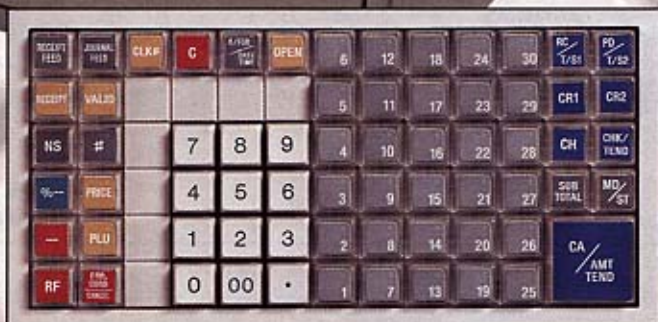 RECEIPT FEED JOURNAL FEED CLK# C OPEN 6 12 18 24 30 RC/T/S1 PD/T/S2
RECEIPT VALID 5 11 17 23 29 CR1 CR2
NS # 7 8 9 4 10 16 22 28 CH CHK/TEND
%- PRICE 4 5 6 3 9 15 21 27 SUB TOTAL MD/ST
- PLU 1 2 3 2 8 14 20 26 CA/AMT TEND
RF CANCEL 0 00 • 1 7 13 19 25